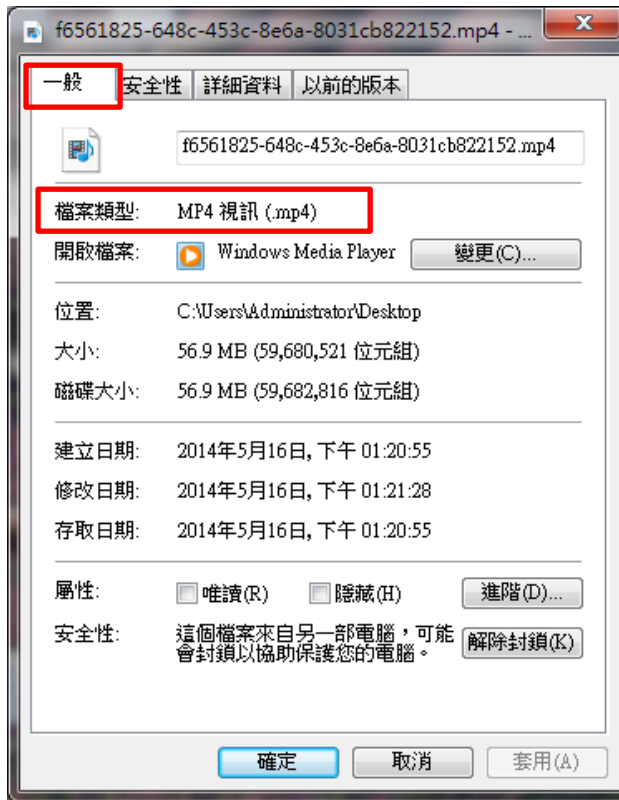 f6561825-648c-453c-8e6a-8031cb822152.mp4 - ...
一般 安全性 詳細資料 以前的版本
f6561825-648c-453c-8e6a-8031cb822152.mp4
檔案類型: MP4 視訊 (.mp4)
開啟檔案: Windows Media Player 變更(C)...
位置: C:\Users\Administrator\Desktop
大小: 56.9 MB (59,680,521 位元組)
磁碟大小: 56.9 MB (59,682,816 位元組)
建立日期: 2014年5月16日, 下午 01:20:55
修改日期: 2014年5月16日, 下午 01:21:28
存取日期: 2014年5月16日, 下午 01:20:55
屬性: 唯讀(R) 隱藏(H) 進階(D)...
安全性: 這個檔案來自另一部電腦，可能
會封鎖以協助保護您的電腦。 解除封鎖(K)
確定 取消 套用(A)